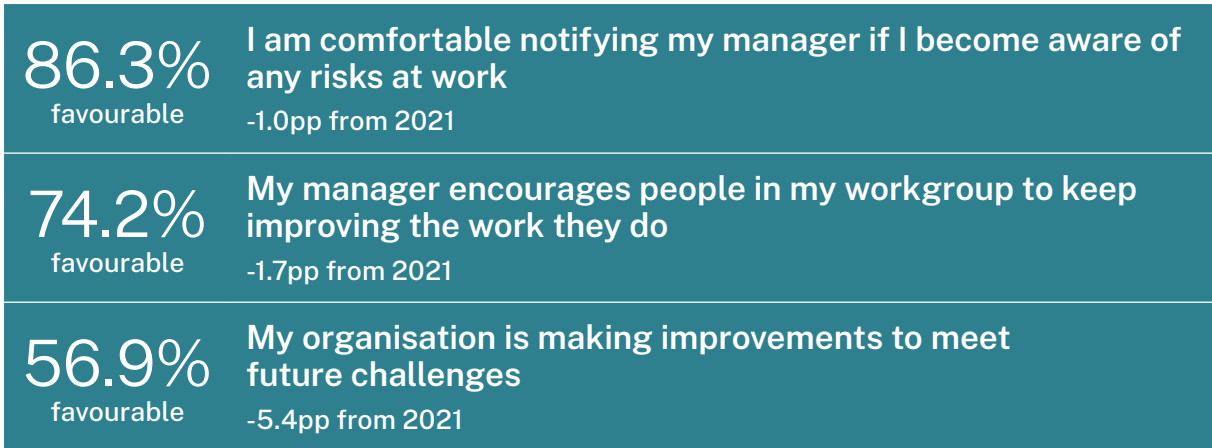 86.3%
favourable
I am comfortable notifying my manager if I become aware of
any risks at work
-1.0pp from 2021
74.2%
favourable
My manager encourages people in my workgroup to keep
improving the work they do
-1.7pp from 2021
56.9%
favourable
My organisation is making improvements to meet
future challenges
-5.4pp from 2021